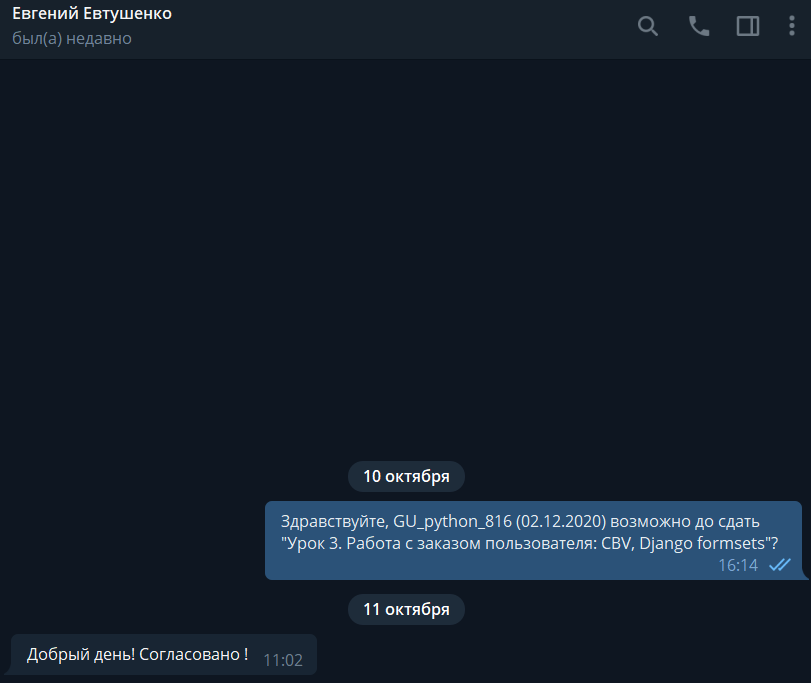 Евгений Евтушенко
был(а) недавно
10 октября
Здравствуйте, GU_python_816 (02.12.2020) возможно до сдать
"Урок 3. Работа с заказом пользователя: CBV, Django formsets"?
16:14
11 октября
Добрый день! Согласовано !
11:02